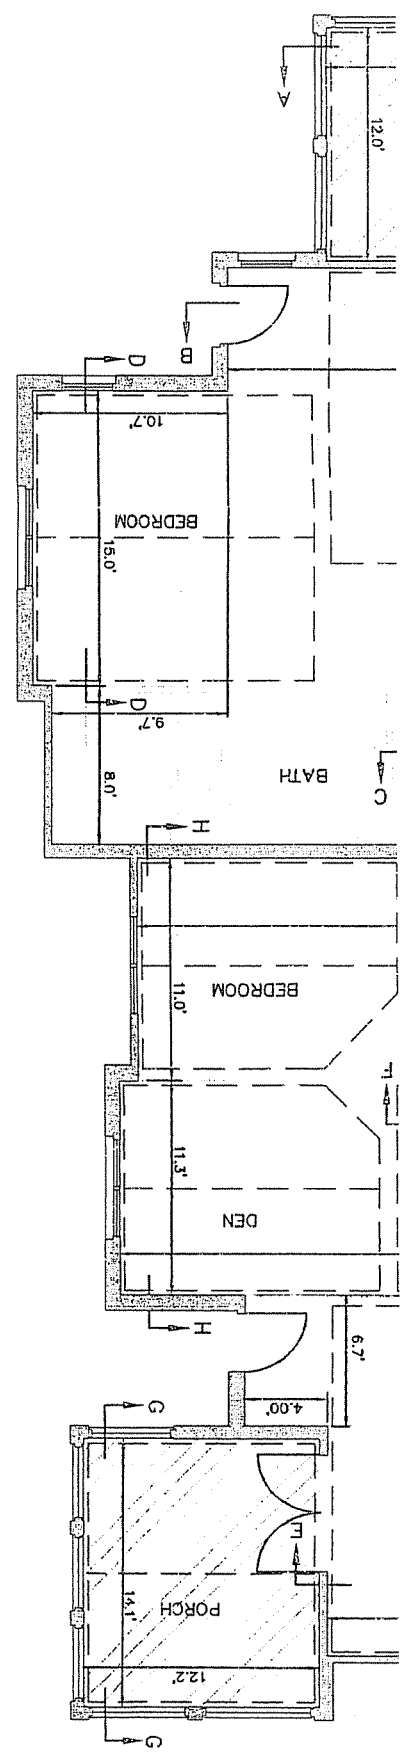 A
12.0'
B
D
10.7'
BEDROOM
15.0'
D
9.7'
8.0'
BATH
C
H
BEDROOM
11.0'
F
11.3'
DEN
H
6.7'
4.00'
G
E
PORCH
14.1'
12.2'
G